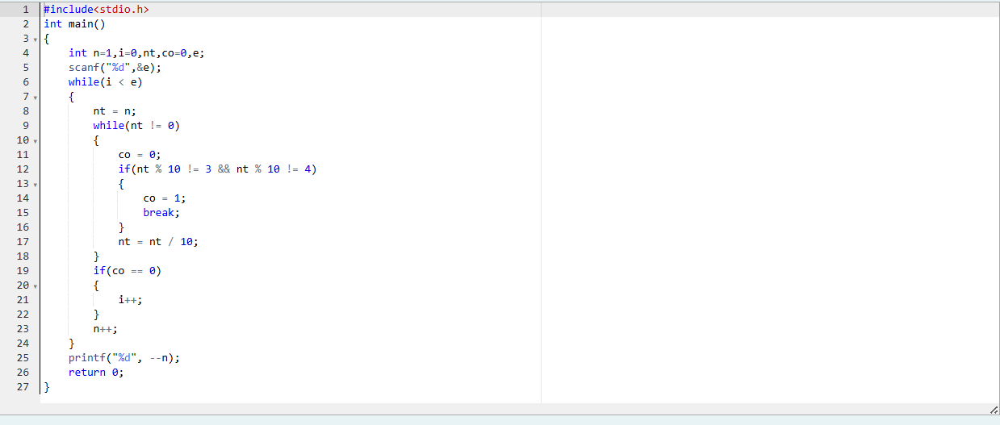 1 #include<stdio.h>
2 int main()
3 {
4 int n=1,i=0,nt,co=0,e;
5 scanf("%d",&e);
6 while(i < e)
7 {
8 nt = n;
9 while(nt != 0)
10 {
11 co = 0;
12 if(nt % 10 != 3 && nt % 10 != 4)
13 {
14 co = 1;
15 break;
16 }
17 nt = nt / 10;
18 }
19 if(co == 0)
20 {
21 i++;
22 }
23 n++;
24 }
25 printf("%d", --n);
26 return 0;
27 }